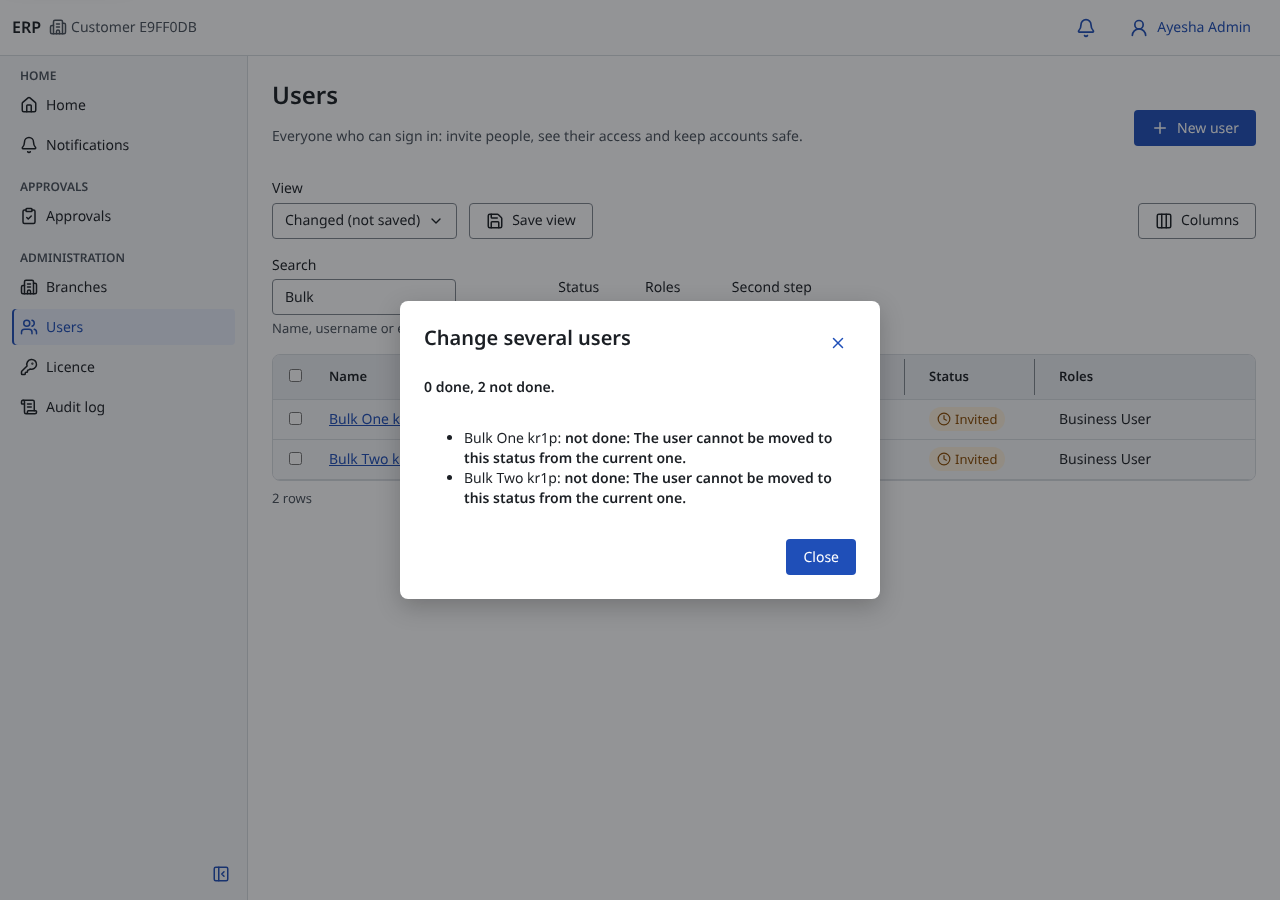 ERP Customer E9FF0DB
Ayesha Admin
HOME
Home
Notifications
APPROVALS
Approvals
ADMINISTRATION
Branches
Users
Licence
Audit log
Users
Everyone who can sign in: invite people, see their access and keep accounts safe.
New user
View
Changed (not saved)
Save view
Columns
Search
Bulk
Status
Roles
Second step
Name, username or
Name
Status
Roles
Bulk One
Invited
Business User
Bulk Two
Invited
Business User
2 rows
Change several users
0 done, 2 not done.
Bulk One kr1p: not done: The user cannot be moved to
this status from the current one.
Bulk Two kr1p: not done: The user cannot be moved to
this status from the current one.
Close